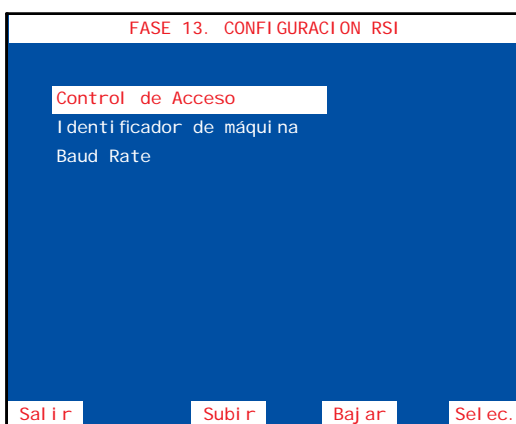 FASE 13. CONFIGURACION RSI
Control de Acceso
Identificador de máquina
Baud Rate
Salir Subir Bajar Selec.